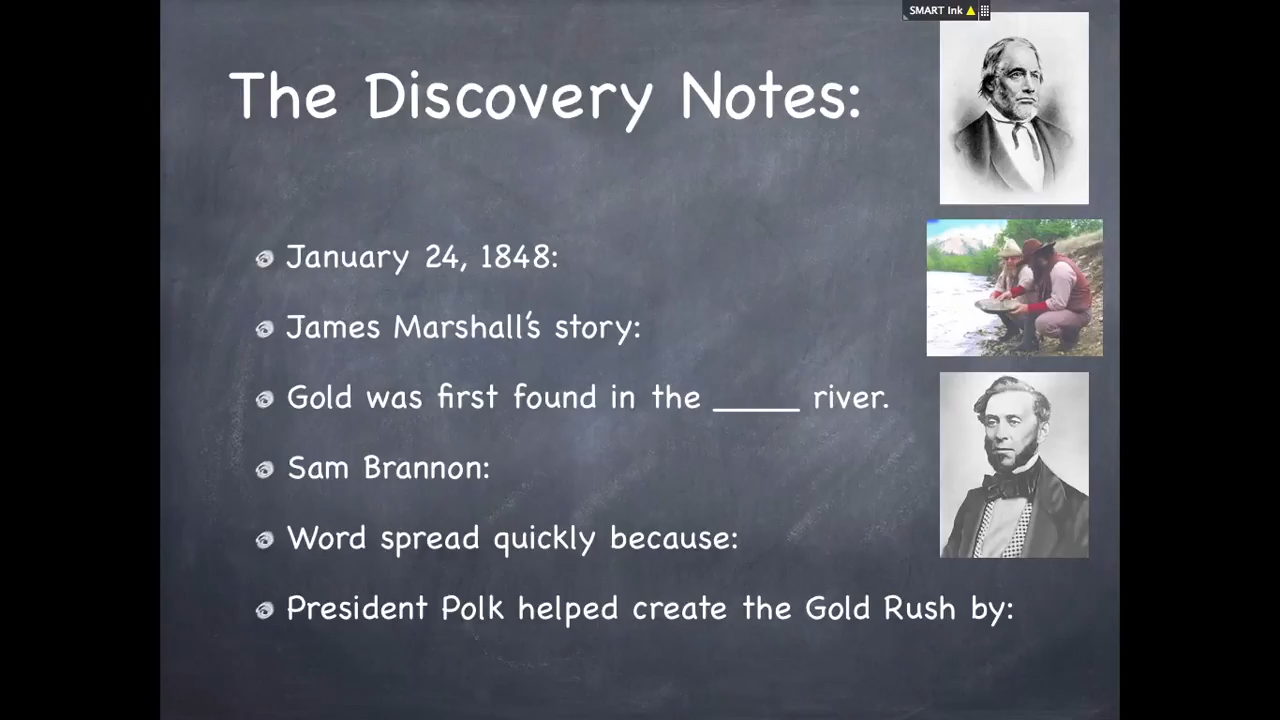 SMART Ink
The Discovery Notes:
January 24, 1848:
James Marshall's story:
Gold was first found in the _____ river.
Sam Brannon:
Word spread quickly because:
President Polk helped create the Gold Rush by: